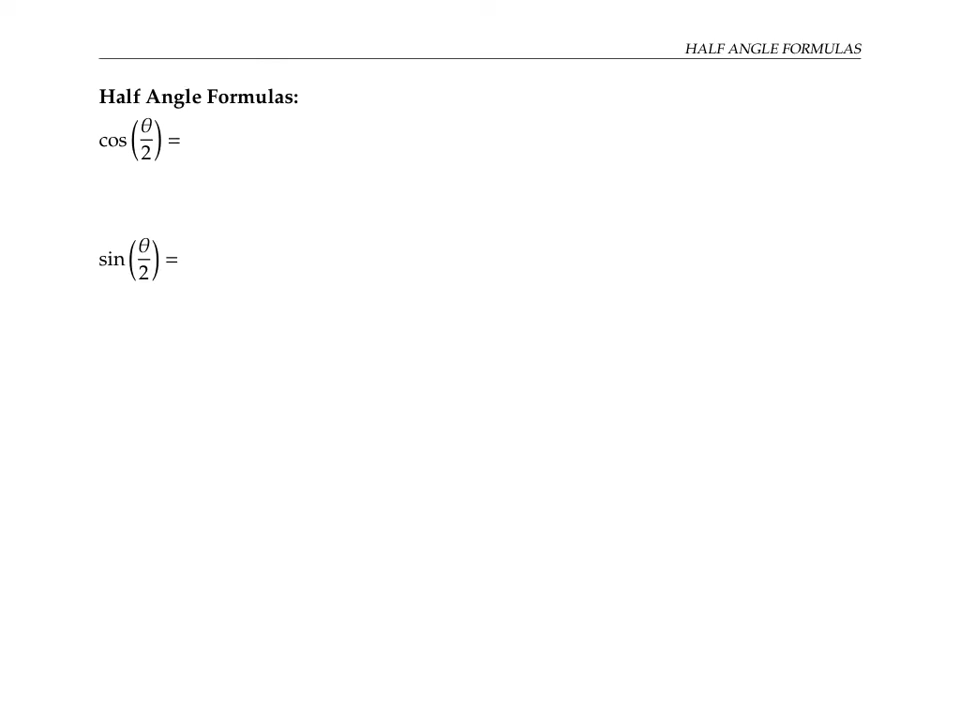 HALF ANGLE FORMULAS
Half Angle Formulas:
cos(θ/2) =
sin(θ/2) =